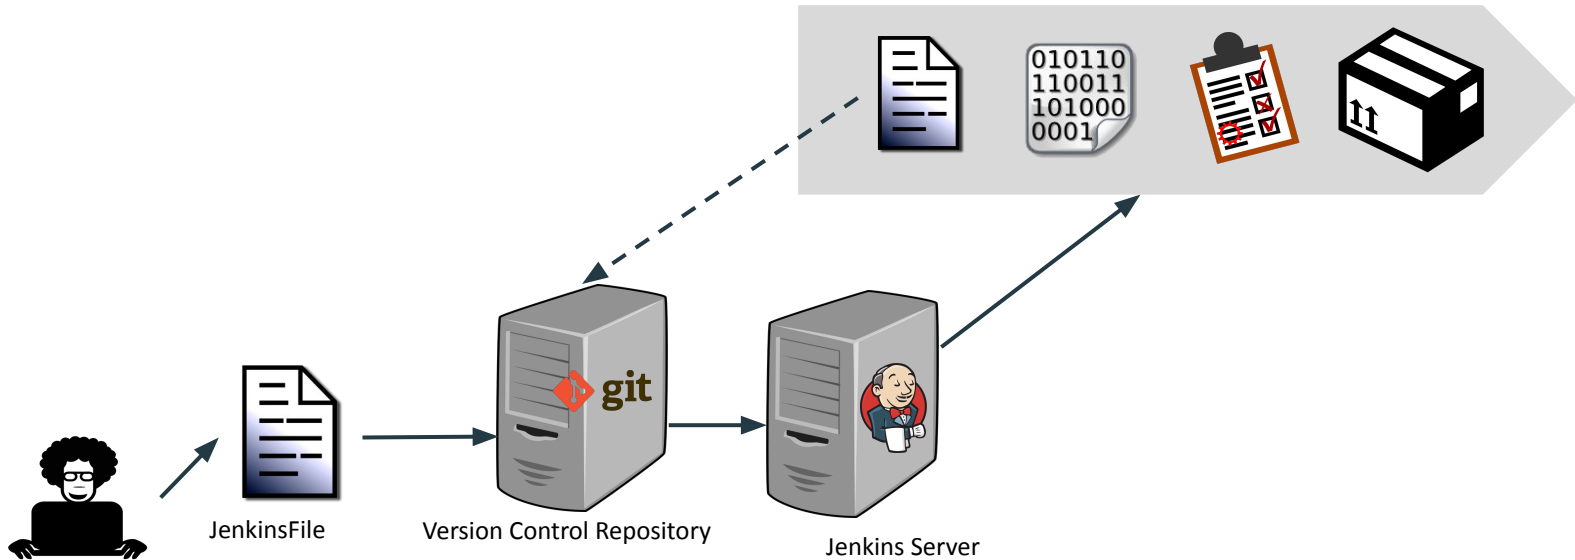 010110
110011
101000
0001
git
JenkinsFile
Version Control Repository
Jenkins Server